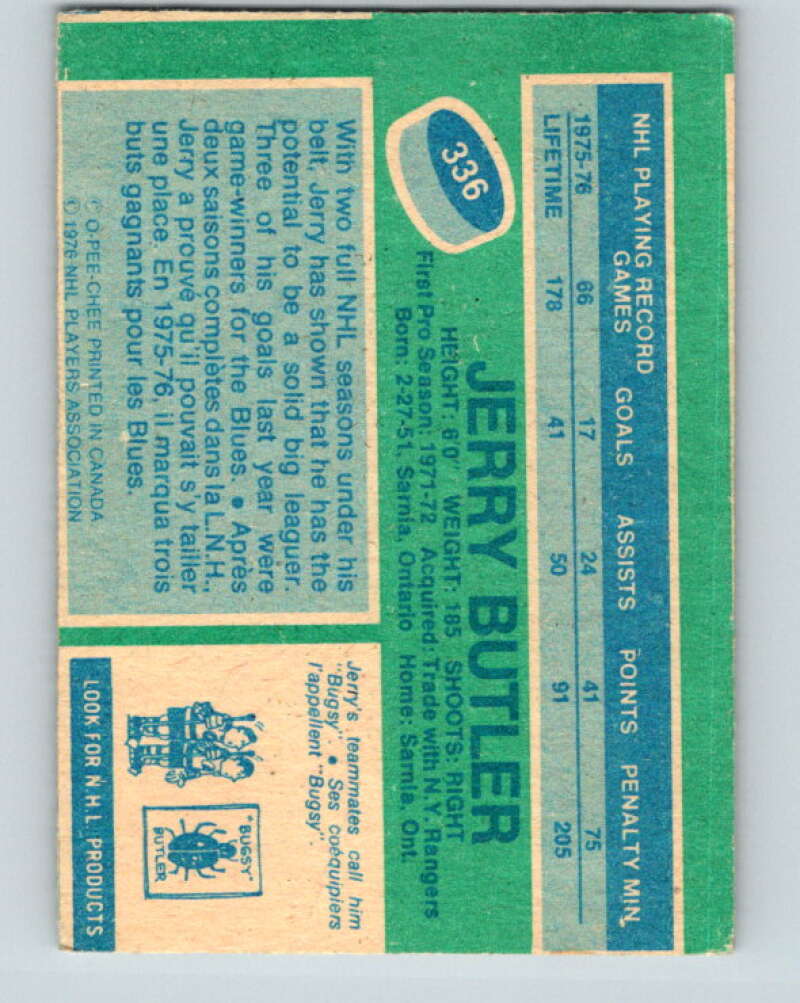 NHL PLAYING RECORD
GAMES GOALS ASSISTS POINTS PENALTY MIN.
1975-76 66 17 24 41 75
LIFETIME 178 41 50 91 205
336
JERRY BUTLER
HEIGHT: 6'0" WEIGHT: 185 SHOOTS: RIGHT
First Pro Season: 1971-72 Acquired: Trade with N.Y. Rangers
Born: 2-27-51, Sarnia, Ontario Home: Sarnia, Ont.
With two full NHL seasons under his
belt, Jerry has shown that he has the
potential to be a solid big leaguer.
Three of his goals last year were
game-winners for the Blues. • Après
deux saisons complètes dans la L.N.H.,
Jerry a prouvé qu'il pouvait s'y tailler
une place. En 1975-76, il marqua trois
buts gagnants pour les Blues.
© O-PEE-CHEE PRINTED IN CANADA
© 1976 NHL PLAYERS ASSOCIATION
Jerry's teammates call him
"Bugsy". • Ses coéquipiers
l'appellent "Bugsy".
"BUGSY"
BUTLER
LOOK FOR N.H.L. PRODUCTS